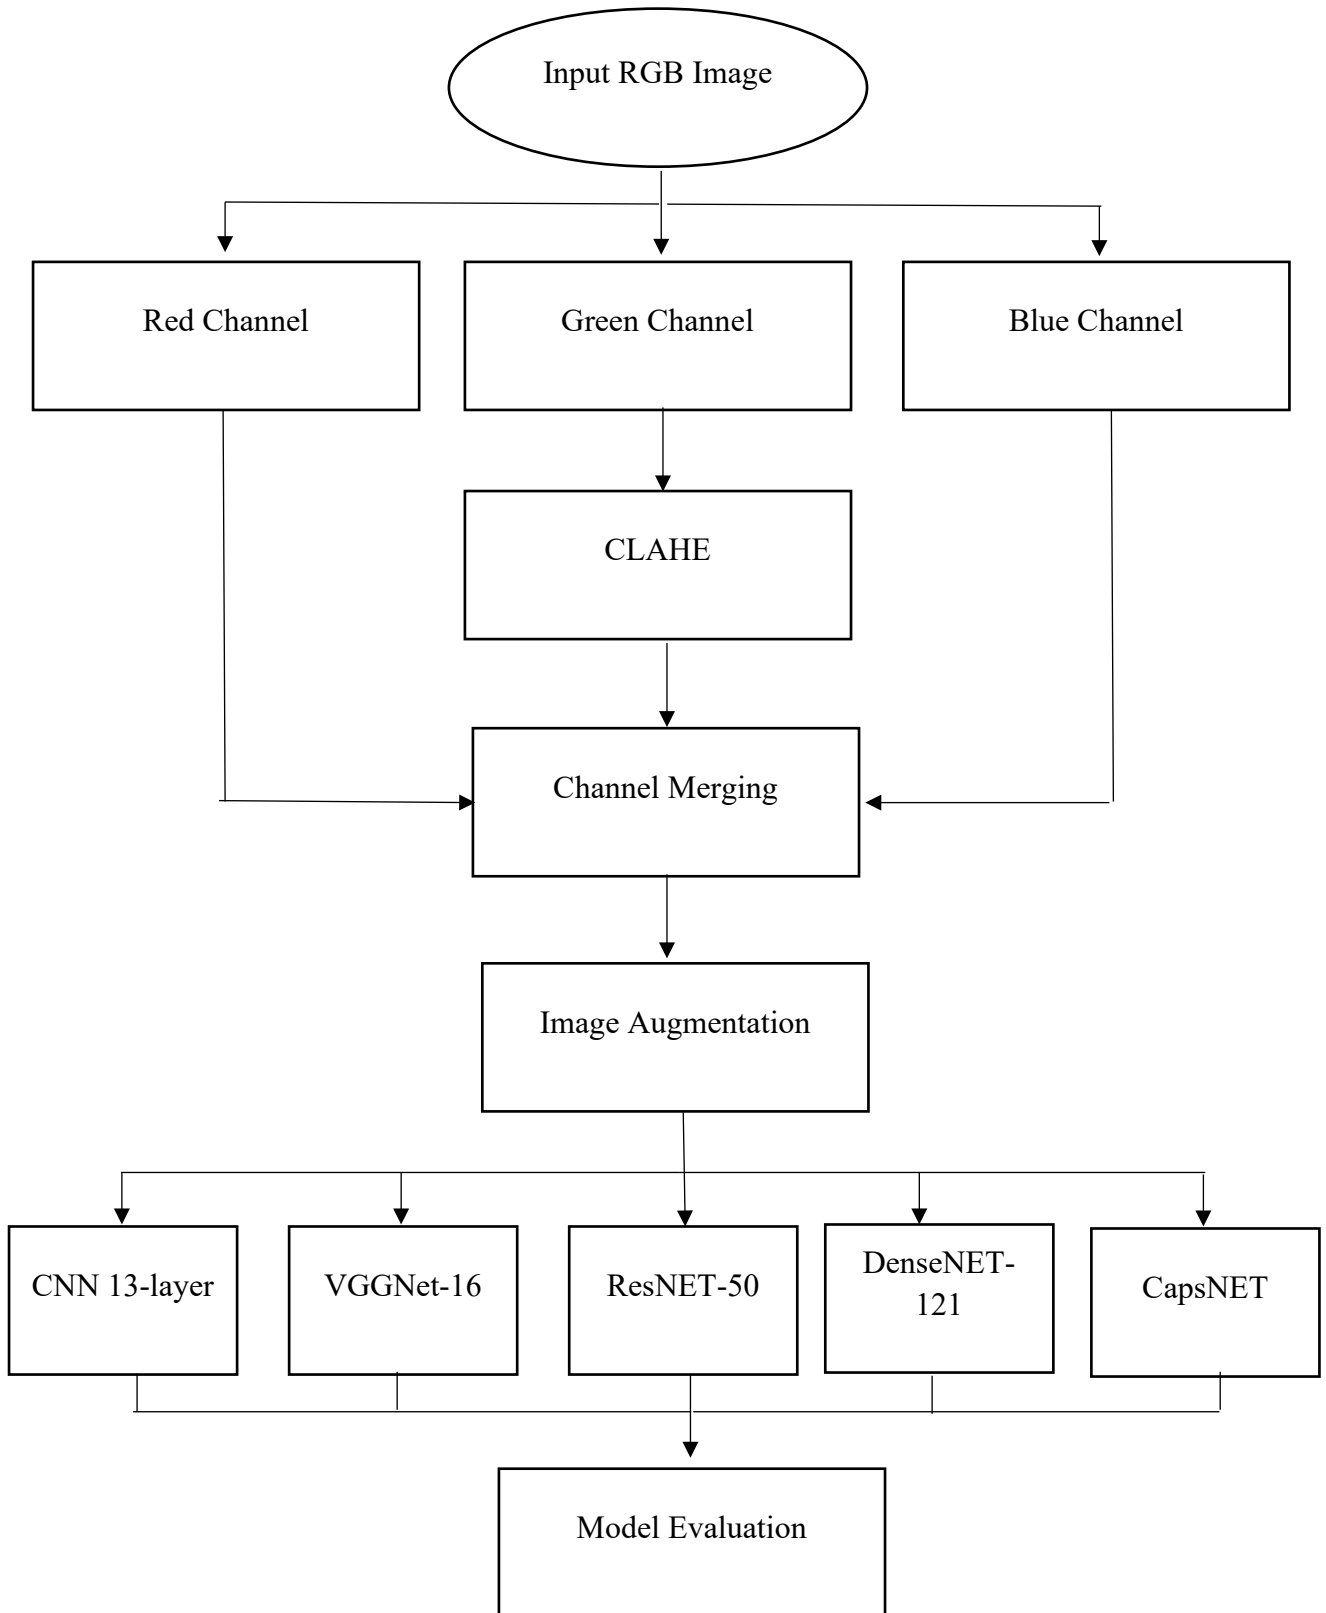 Input RGB Image
Red Channel
Green Channel
Blue Channel
CLAHE
Channel Merging
Image Augmentation
CNN 13-layer
VGGNet-16
ResNET-50
DenseNET-
121
CapsNET
Model Evaluation